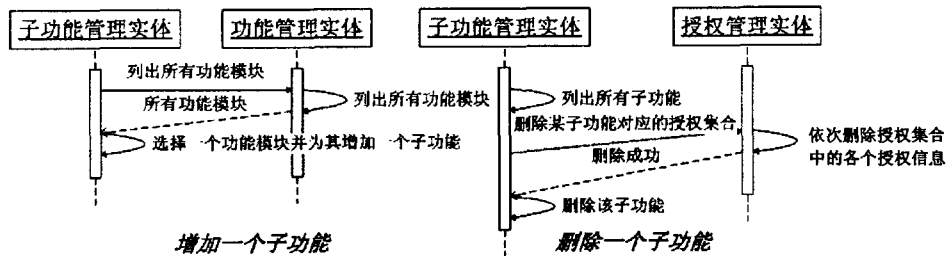 子功能管理实体
功能管理实体
列出所有功能模块
所有功能模块
列出所有功能模块
选择一个功能模块并为其增加一个子功能
增加一个子功能
子功能管理实体
授权管理实体
列出所有子功能
删除某子功能对应的授权集合
删除成功
依次删除授权集合
中的各个授权信息
删除该子功能
删除一个子功能